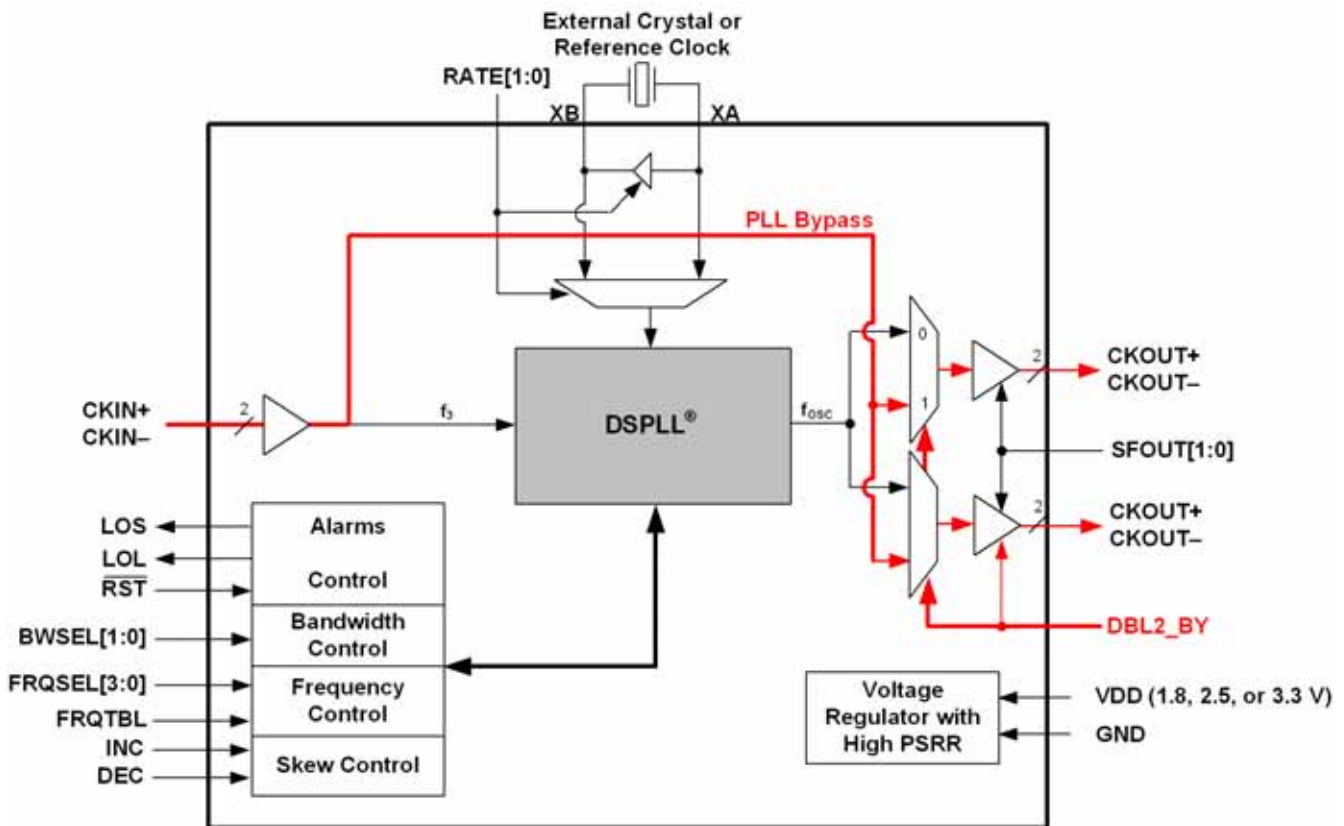 External Crystal or
Reference Clock
RATE[1:0]
XB
XA
PLL Bypass
0
2
CKOUT+
CKOUT–
CKIN+
CKIN–
2
f3
DSPLL®
fOSC
1
SFOUT[1:0]
2
CKOUT+
CKOUT–
LOS
Alarms
LOL
RST
Control
BWSEL[1:0]
Bandwidth
Control
DBL2_BY
FRQSEL[3:0]
Frequency
Control
FRQTBL
INC
DEC
Skew Control
Voltage
Regulator with
High PSRR
VDD (1.8, 2.5, or 3.3 V)
GND